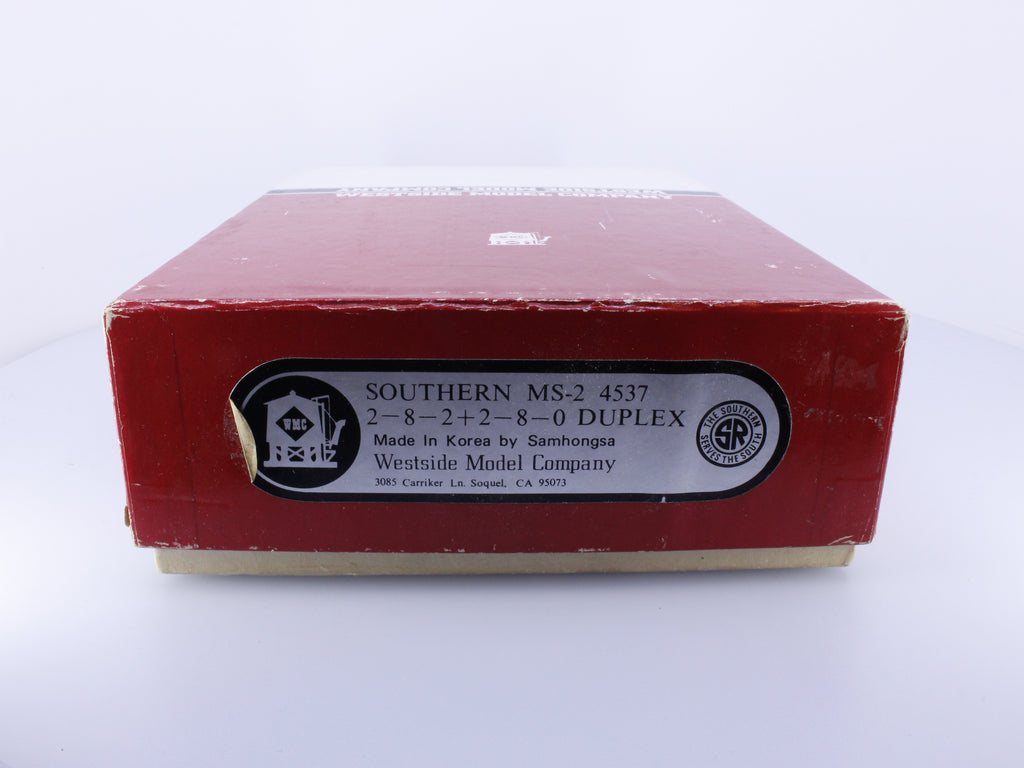 WESTSIDE MODEL COMPANY
WMC
SOUTHERN MS-2 4537
2-8-2+2-8-0 DUPLEX
Made In Korea by Samhongsa
Westside Model Company
3085 Carriker Ln. Soquel, CA 95073
THE SOUTHERN
SR
SERVES THE SOUTH